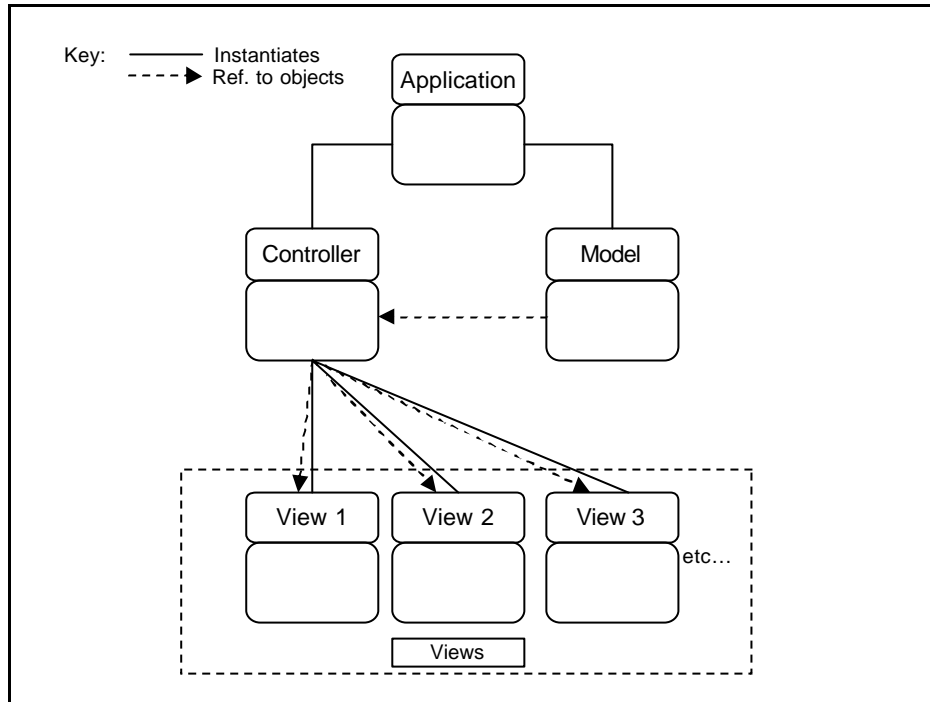 Key: Instantiates
Ref. to objects
Application
Controller
Model
View 1
View 2
View 3
etc…
Views